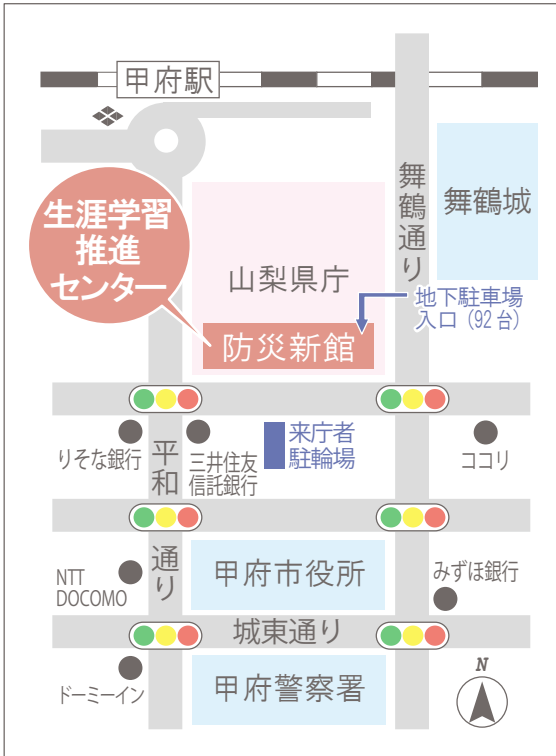 甲府駅
舞鶴通り
舞鶴城
生涯学習
推進
センター
山梨県庁
地下駐車場
入口（92台）
防災新館
りそな銀行
平和通り
三井住友
信託銀行
来庁者
駐輪場
ココリ
NTT
DOCOMO
甲府市役所
みずほ銀行
城東通り
ドーミーイン
甲府警察署
N